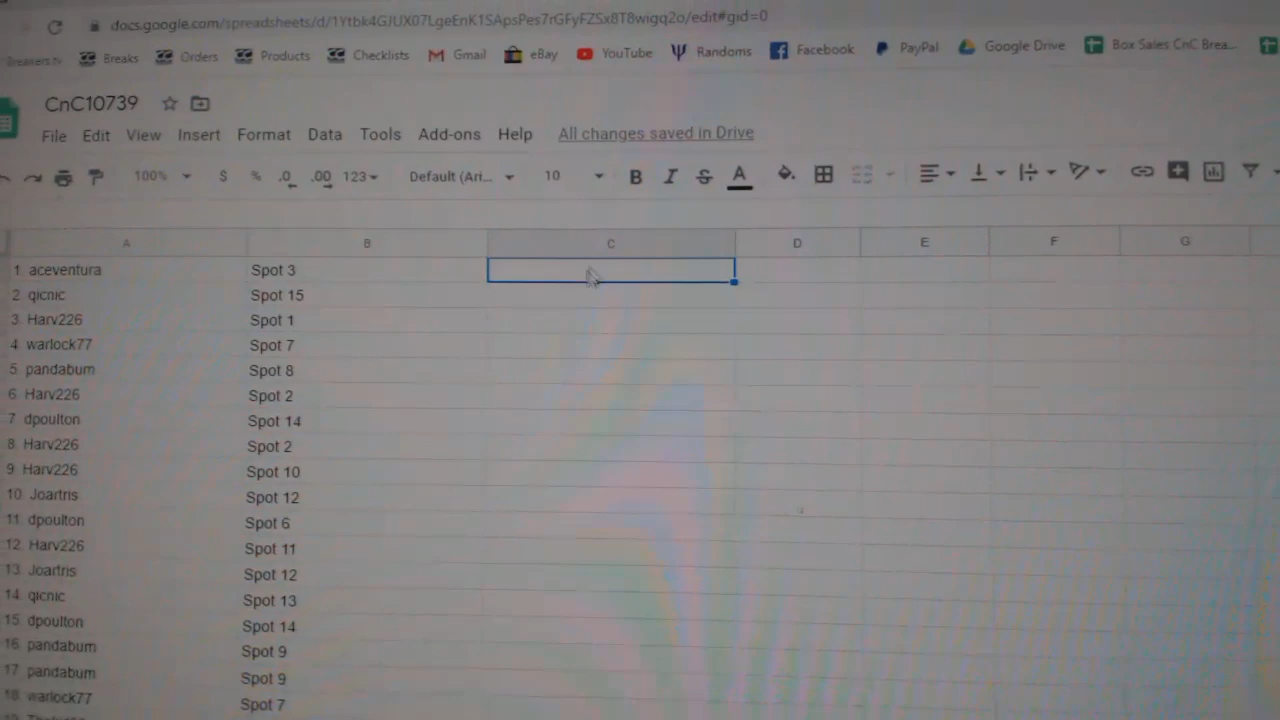 docs.google.com/spreadsheets/d/1Ytbk4GJUX07LgeEnK1SApsPes7rGFyFZSx8T8wigq2o/edit#gid=0
Breakers.tv Breaks Orders Products Checklists Gmail eBay YouTube Randoms Facebook PayPal Google Drive Box Sales CnC Brea...
CnC10739
File Edit View Insert Format Data Tools Add-ons Help All changes saved in Drive
100% $ % .0 .00 123 Default (Ari... 10 B I S A
A B C D E F G
1. aceventura Spot 3
2. qicnic Spot 15
3. Harv226 Spot 1
4. warlock77 Spot 7
5. pandabum Spot 8
6. Harv226 Spot 2
7. dpoulton Spot 14
8. Harv226 Spot 2
9. Harv226 Spot 10
10. Joartris Spot 12
11. dpoulton Spot 6
12. Harv226 Spot 11
13. Joartris Spot 12
14. qicnic Spot 13
15. dpoulton Spot 14
16. pandabum Spot 9
17. pandabum Spot 9
18. warlock77 Spot 7